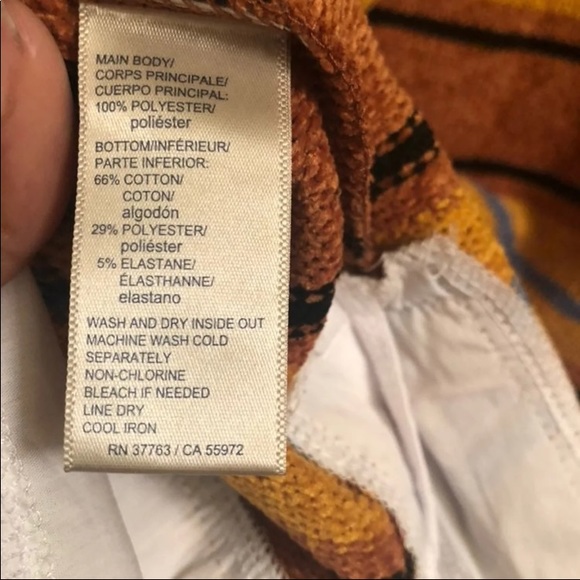 MAIN BODY/
CORPS PRINCIPALE/
CUERPO PRINCIPAL:
100% POLYESTER/
poliéster
BOTTOM/INFÉRIEUR/
PARTE INFERIOR:
66% COTTON/
COTON/
algodón
29% POLYESTER/
poliéster
5% ELASTANE/
ÉLASTHANNE/
elastano
WASH AND DRY INSIDE OUT
MACHINE WASH COLD
SEPARATELY
NON-CHLORINE
BLEACH IF NEEDED
LINE DRY
COOL IRON
RN 37763 / CA 55972